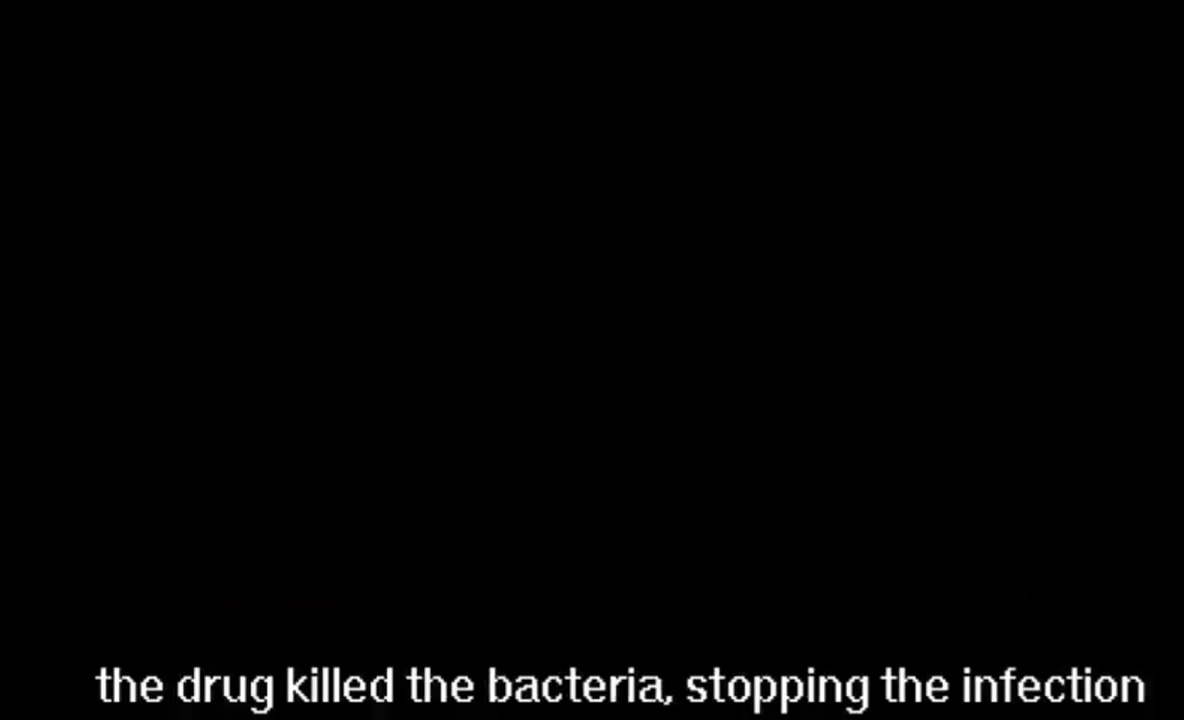 the drug killed the bacteria, stopping the infection